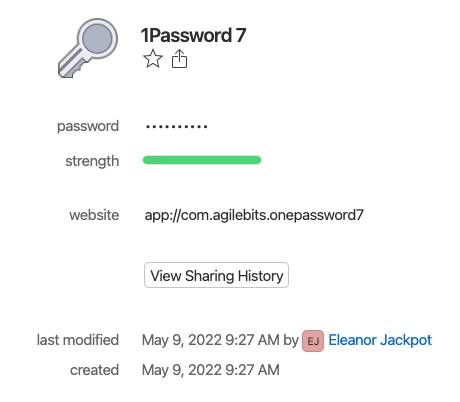 1Password 7
password ••••••••••
strength
website app://com.agilebits.onepassword7
View Sharing History
last modified May 9, 2022 9:27 AM by EJ Eleanor Jackpot
created May 9, 2022 9:27 AM